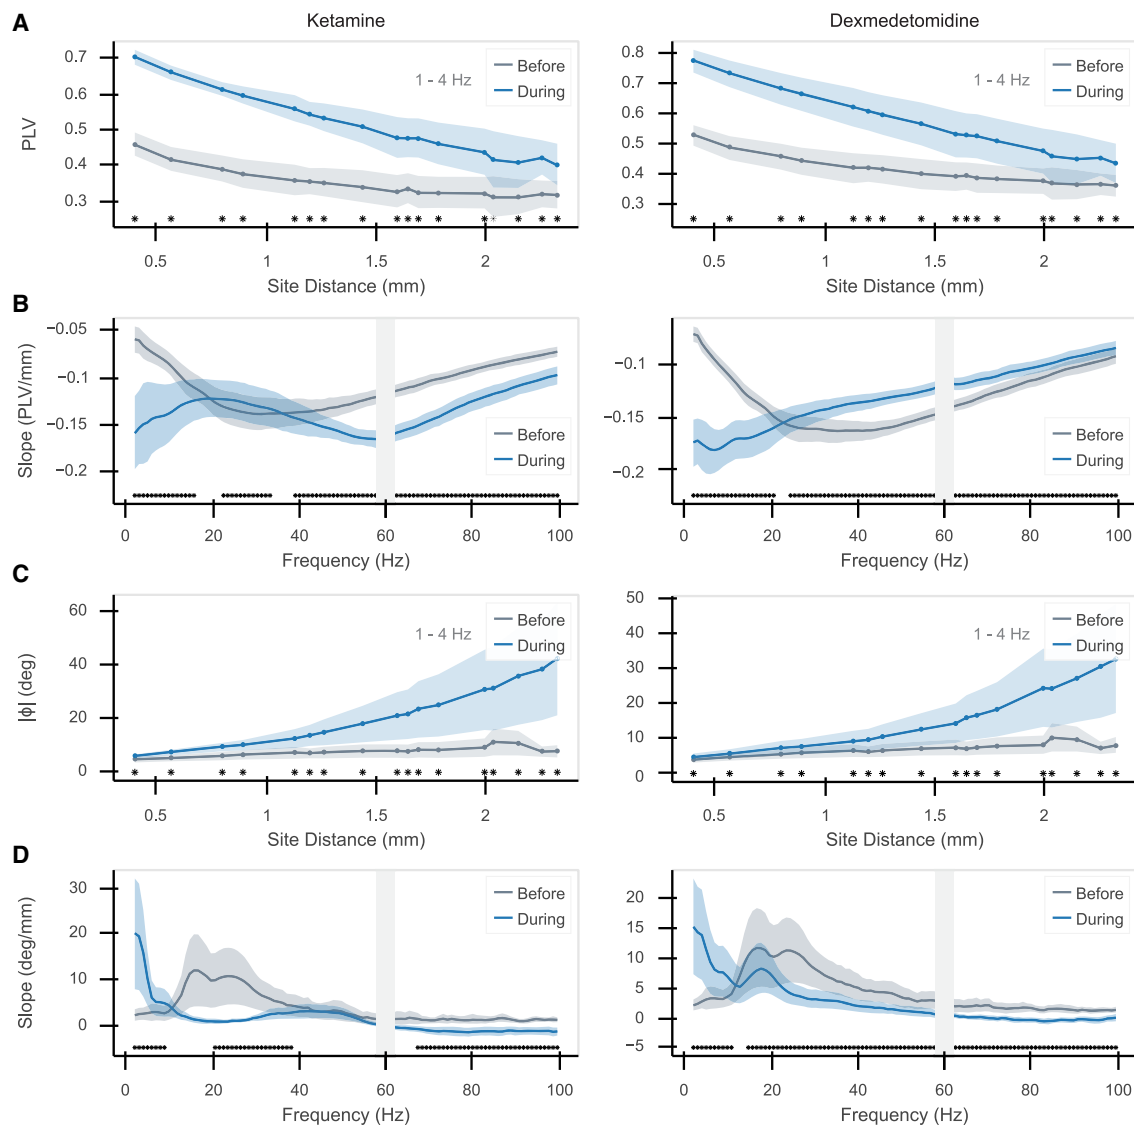 A Ketamine Dexmedetomidine
PLV
0.7
0.6
0.5
0.4
0.3
1 - 4 Hz
Before
During
0.5 1 1.5 2
Site Distance (mm)
0.8
0.7
0.6
0.5
0.4
0.3
1 - 4 Hz
Before
During
0.5 1 1.5 2
Site Distance (mm)
B
Slope (PLV/mm)
−0.05
−0.1
−0.15
−0.2
Before
During
0 20 40 60 80 100
Frequency (Hz)
−0.1
−0.15
−0.2
Before
During
0 20 40 60 80 100
Frequency (Hz)
C
|ϕ| (deg)
60
40
20
0
1 - 4 Hz
Before
During
0.5 1 1.5 2
Site Distance (mm)
50
40
30
20
10
0
1 - 4 Hz
Before
During
0.5 1 1.5 2
Site Distance (mm)
D
Slope (deg/mm)
30
20
10
0
Before
During
0 20 40 60 80 100
Frequency (Hz)
20
15
10
5
0
−5
Before
During
0 20 40 60 80 100
Frequency (Hz)